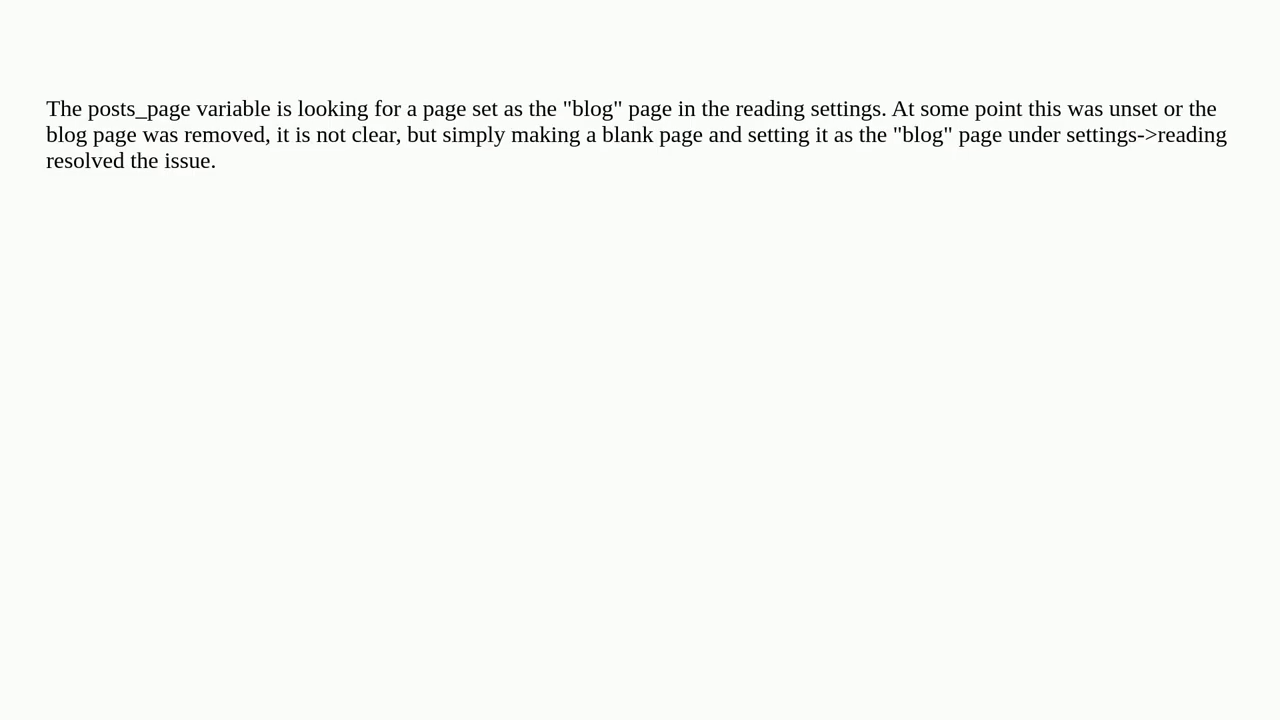 The posts_page variable is looking for a page set as the "blog" page in the reading settings. At some point this was unset or the
blog page was removed, it is not clear, but simply making a blank page and setting it as the "blog" page under settings->reading
resolved the issue.